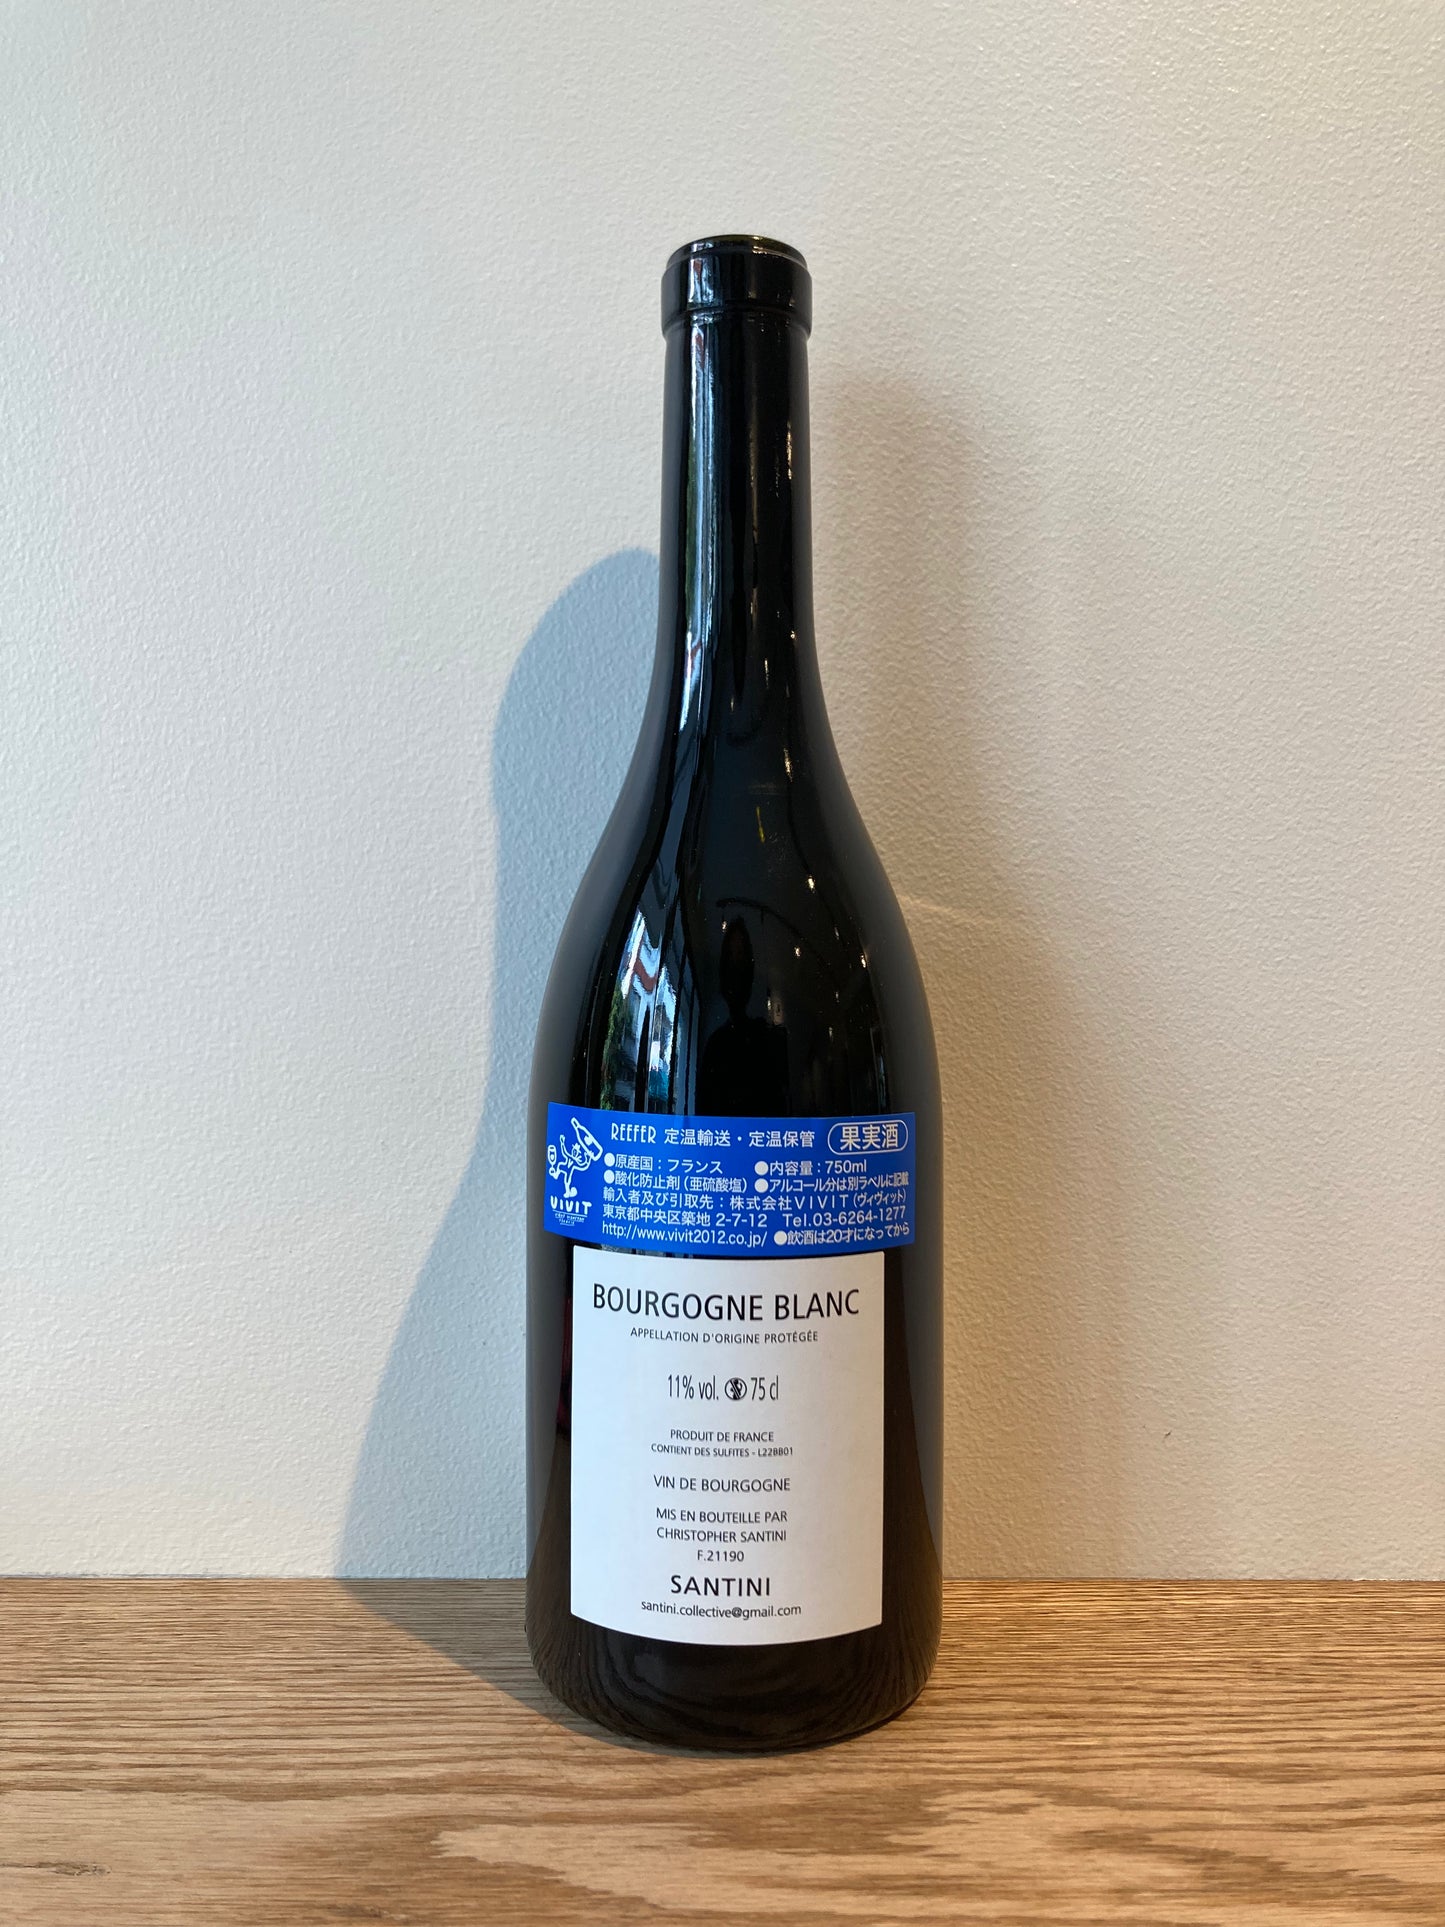 REEFER 定温輸送・定温保管 果実酒
●原産国：フランス ●内容量：750ml
●酸化防止剤（亜硫酸塩） ●アルコール分は別ラベルに記載
輸入者及び引取先：株式会社VIVIT（ヴィヴィット）
東京都中央区築地 2-7-12 Tel.03-6264-1277
http://www.vivit2012.co.jp/ ●飲酒は20才になってから
VIVIT
BOURGOGNE BLANC
APPELLATION D'ORIGINE PROTÉGÉE
11% vol. 75 cl
PRODUIT DE FRANCE
CONTIENT DES SULFITES - L22BB01
VIN DE BOURGOGNE
MIS EN BOUTEILLE PAR
CHRISTOPHER SANTINI
F.21190
SANTINI
santini.collective@gmail.com